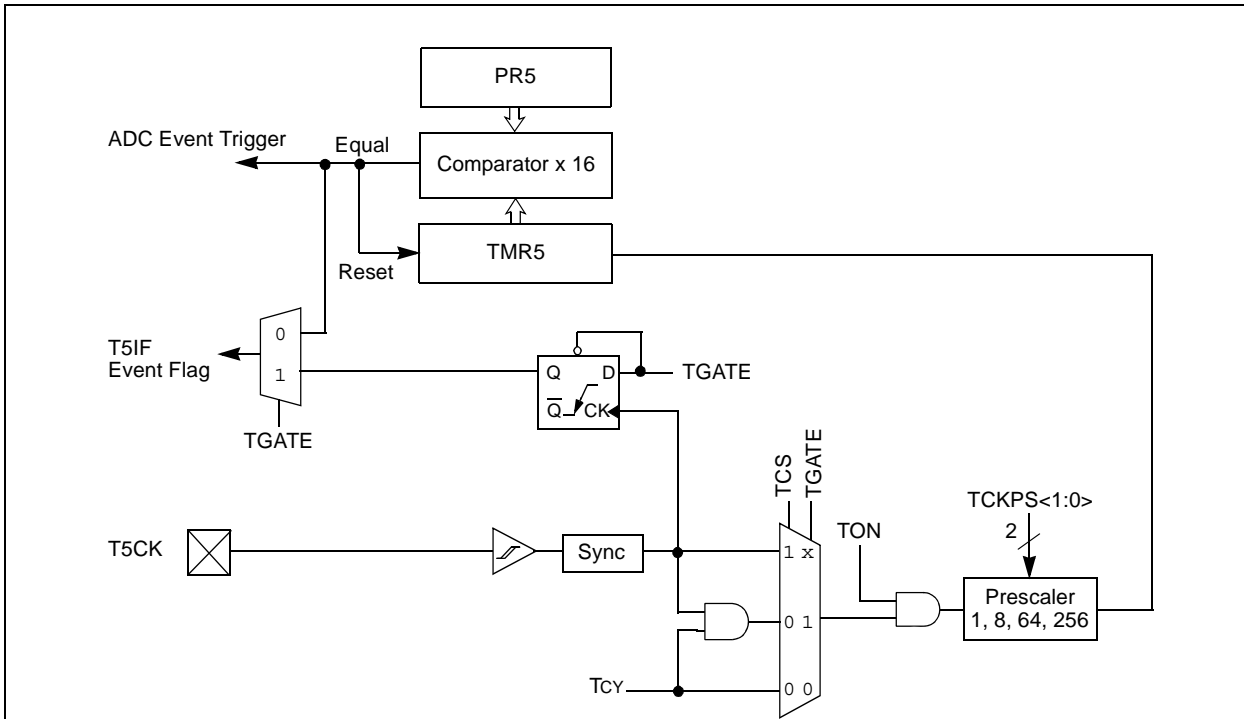 PR5
ADC Event Trigger
Equal
Comparator x 16
TMR5
Reset
0
T5IF
Event Flag
1
Q
D
TGATE
Q
CK
TGATE
TCS
TGATE
TCKPS<1:0>
2
T5CK
Sync
1 x
TON
Prescaler
1, 8, 64, 256
0 1
TCY
0 0